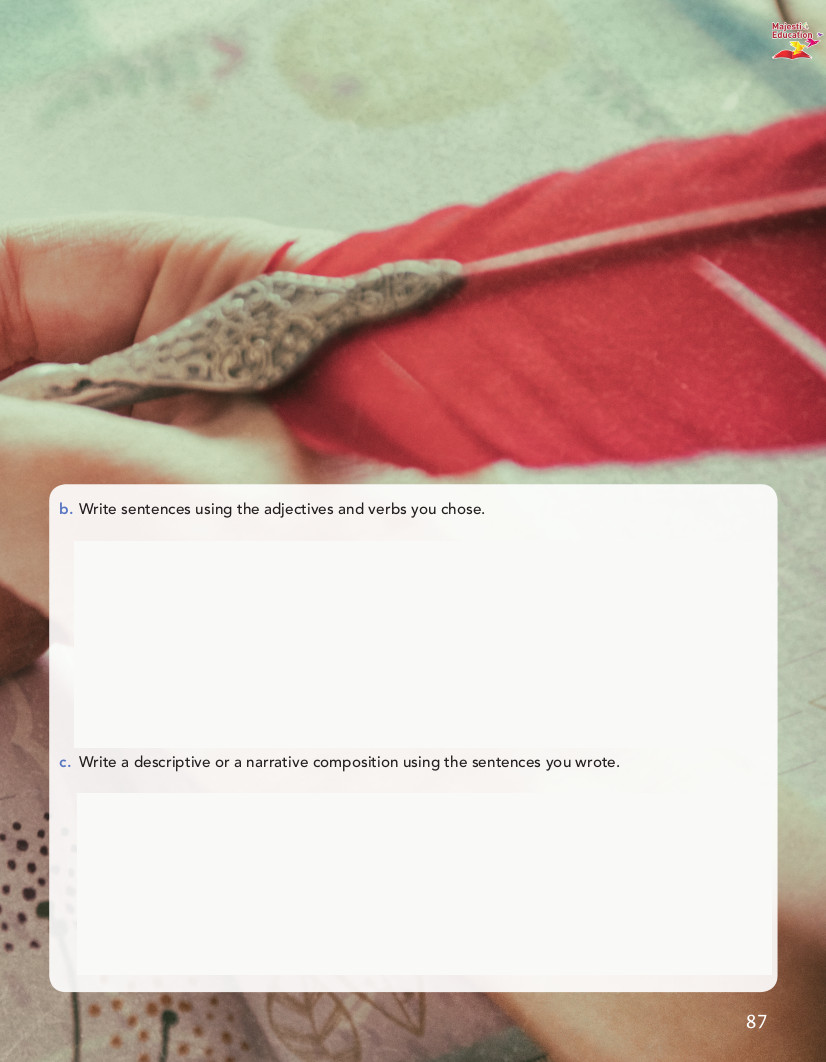 Majestic
Education
b. Write sentences using the adjectives and verbs you chose.
c. Write a descriptive or a narrative composition using the sentences you wrote.
87